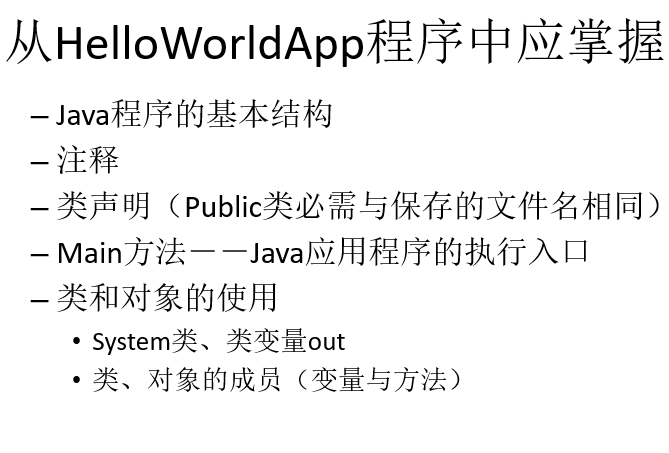 从HelloWorldApp程序中应掌握
– Java程序的基本结构
– 注释
– 类声明（Public类必需与保存的文件名相同）
– Main方法－－Java应用程序的执行入口
– 类和对象的使用
• System类、类变量out
• 类、对象的成员（变量与方法）